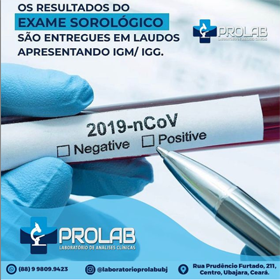 OS RESULTADOS DO
EXAME SOROLÓGICO
SÃO ENTREGUES EM LAUDOS
APRESENTANDO IGM/ IGG.
PROLAB
2019-nCoV
Negative
Positive
PROLAB
LABORATÓRIO DE ANÁLISES CLÍNICAS
(88) 9 9809.9423
@laboratorioprolabubj
Rua Prudêncio Furtado, 211,
Centro, Ubajara, Ceará.